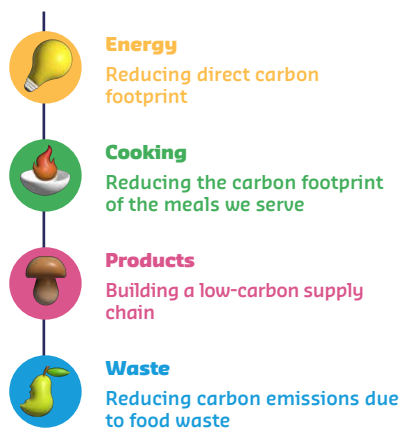 Energy
Reducing direct carbon
footprint
Cooking
Reducing the carbon footprint
of the meals we serve
Products
Building a low-carbon supply
chain
Waste
Reducing carbon emissions due
to food waste